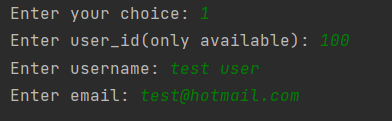 Enter your choice: 1
Enter user_id(only available): 100
Enter username: test user
Enter email: test@hotmail.com